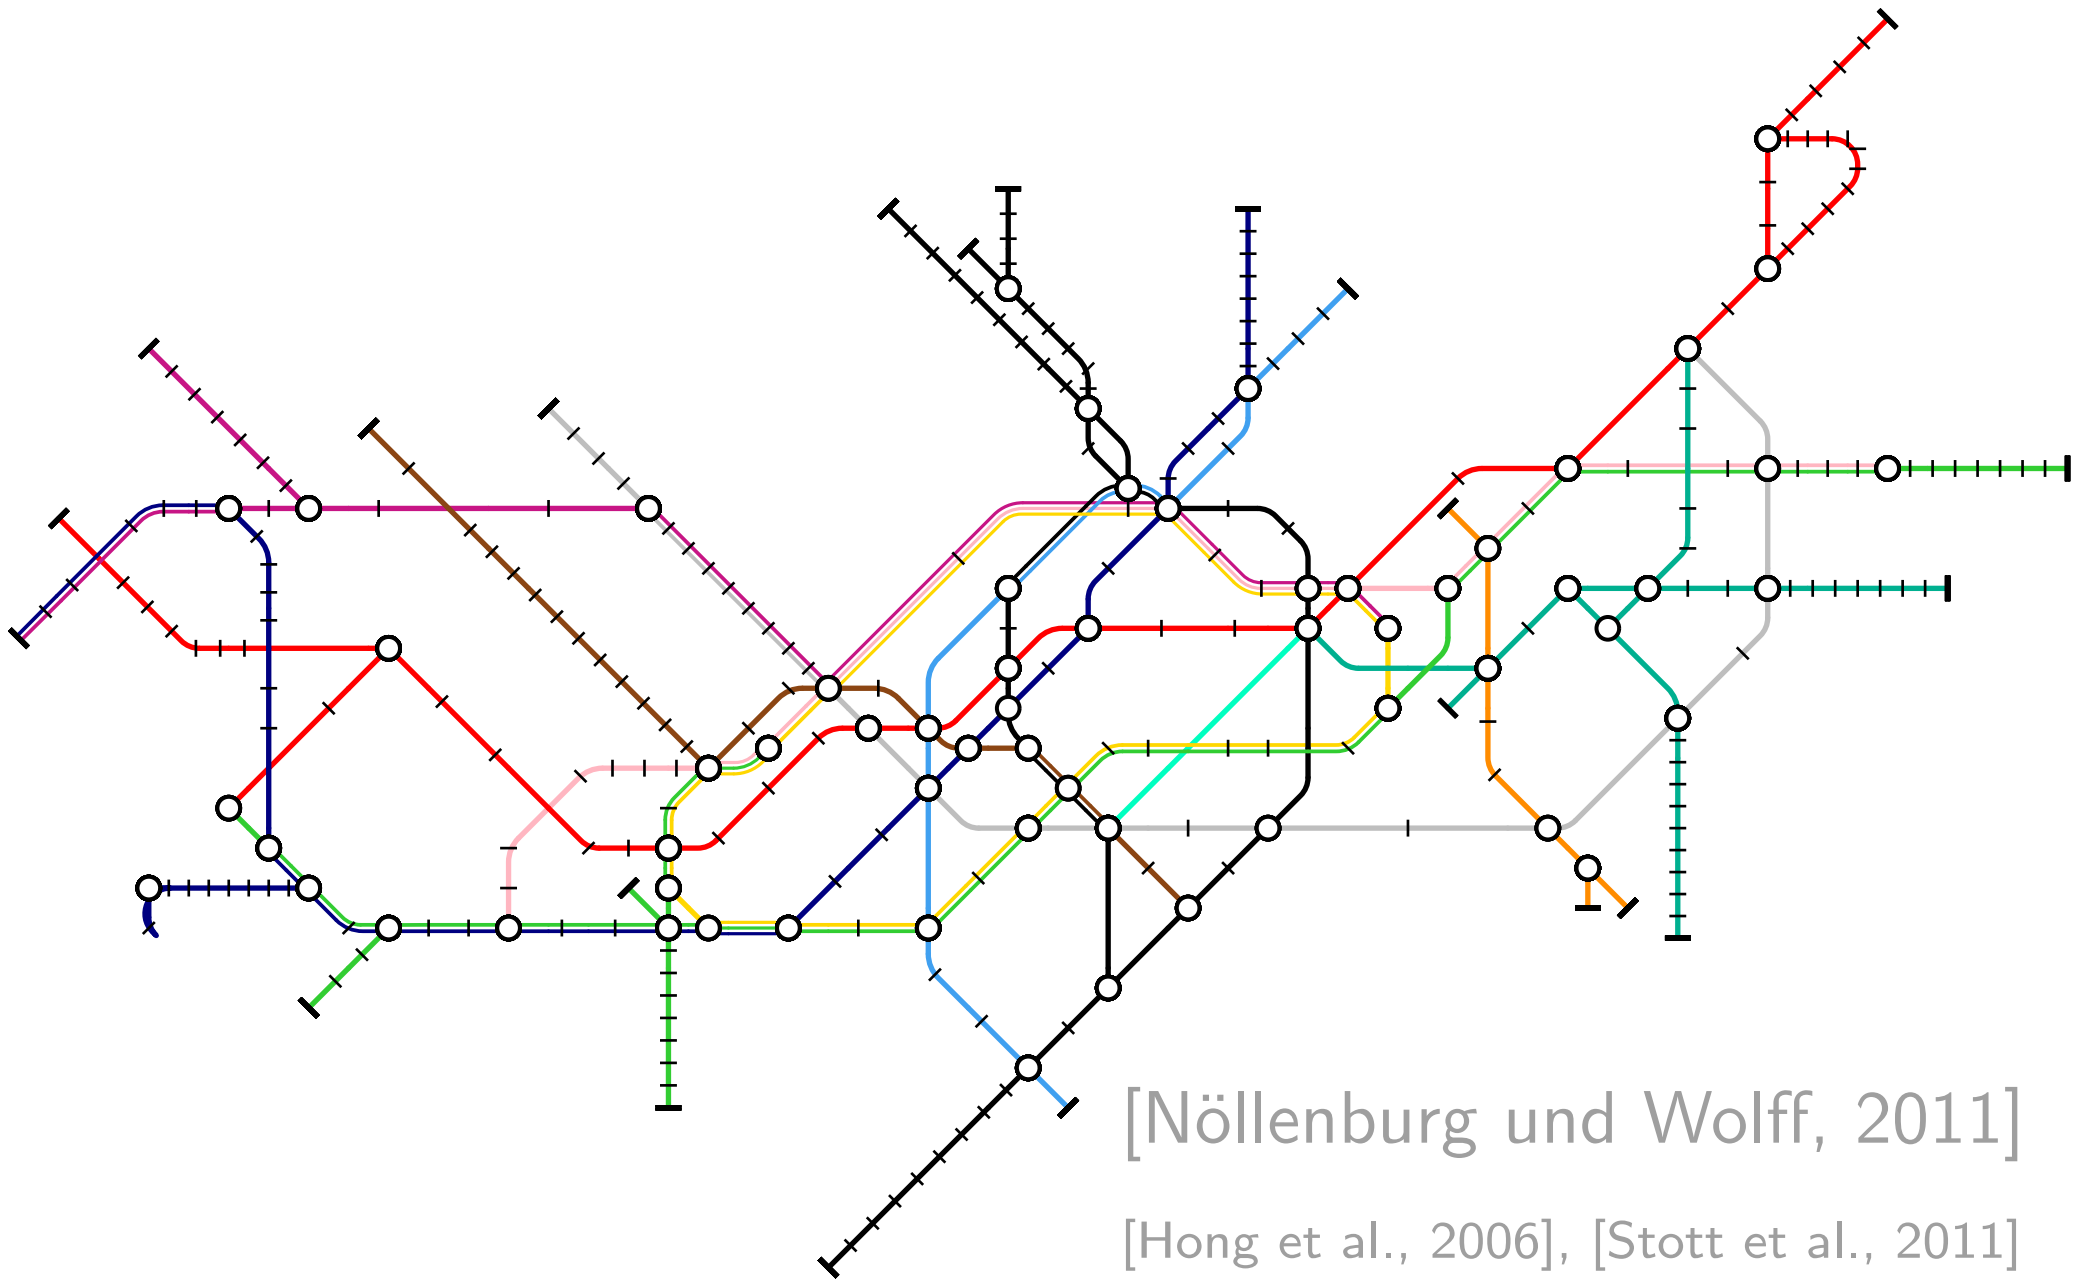 [Nöllenburg und Wolff, 2011]
[Hong et al., 2006], [Stott et al., 2011]